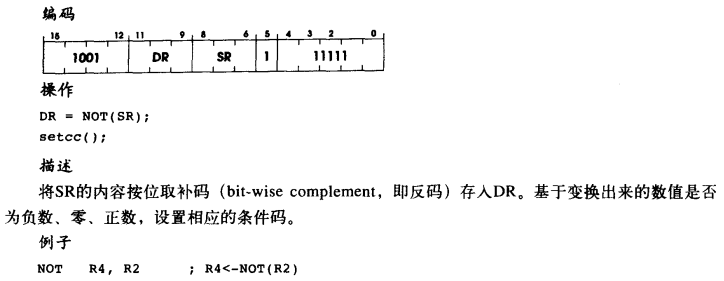 编码
15 12 11 9 8 6 5 4 3 2 0
1001 DR SR 1 11111
操作
DR = NOT(SR);
setcc();
描述
将SR的内容按位取补码（bit-wise complement，即反码）存入DR。基于变换出来的数值是否
为负数、零、正数，设置相应的条件码。
例子
NOT R4, R2 ; R4<-NOT(R2)